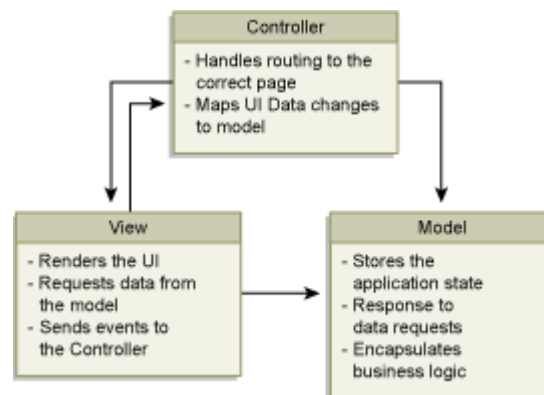 Controller
- Handles routing to the
correct page
- Maps UI Data changes
to model
View
- Renders the UI
- Requests data from
the model
- Sends events to
the Controller
Model
- Stores the
application state
- Response to
data requests
- Encapsulates
business logic